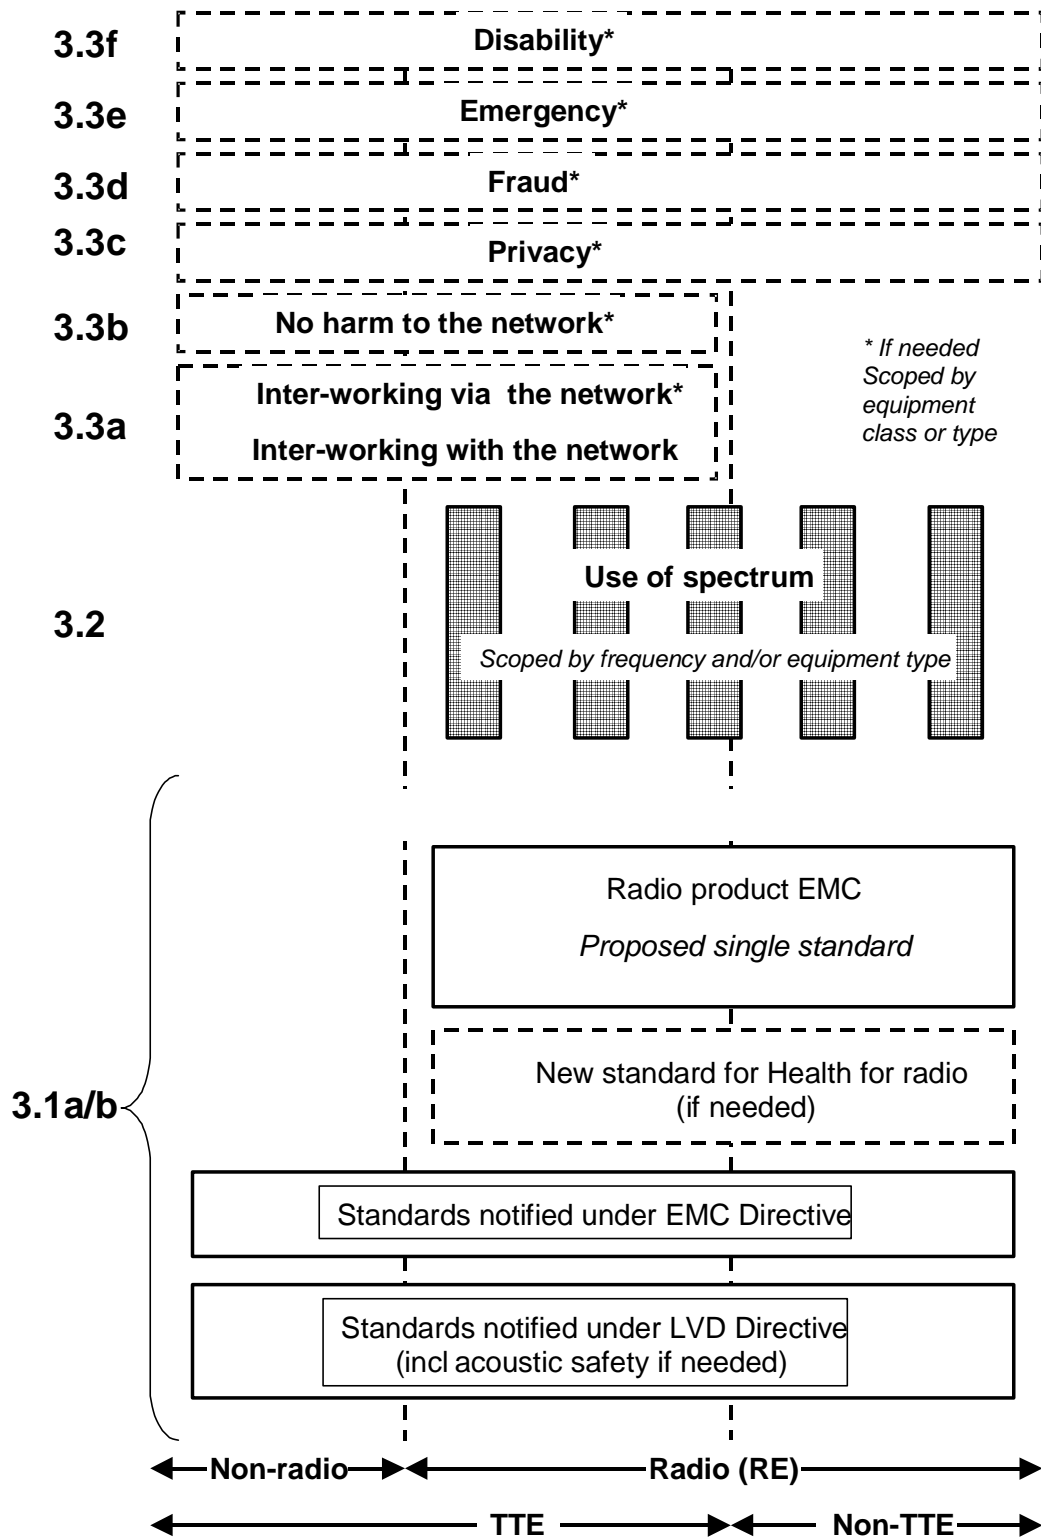 3.3f
Disability*
3.3e
Emergency*
3.3d
Fraud*
3.3c
Privacy*
3.3b
No harm to the network*
3.3a
Inter-working via the network*
Inter-working with the network
* If needed
Scoped by
equipment
class or type
3.2
Use of spectrum
Scoped by frequency and/or equipment type
3.1a/b
Radio product EMC
Proposed single standard
New standard for Health for radio
(if needed)
Standards notified under EMC Directive
Standards notified under LVD Directive
(incl acoustic safety if needed)
Non-radio
Radio (RE)
TTE
Non-TTE